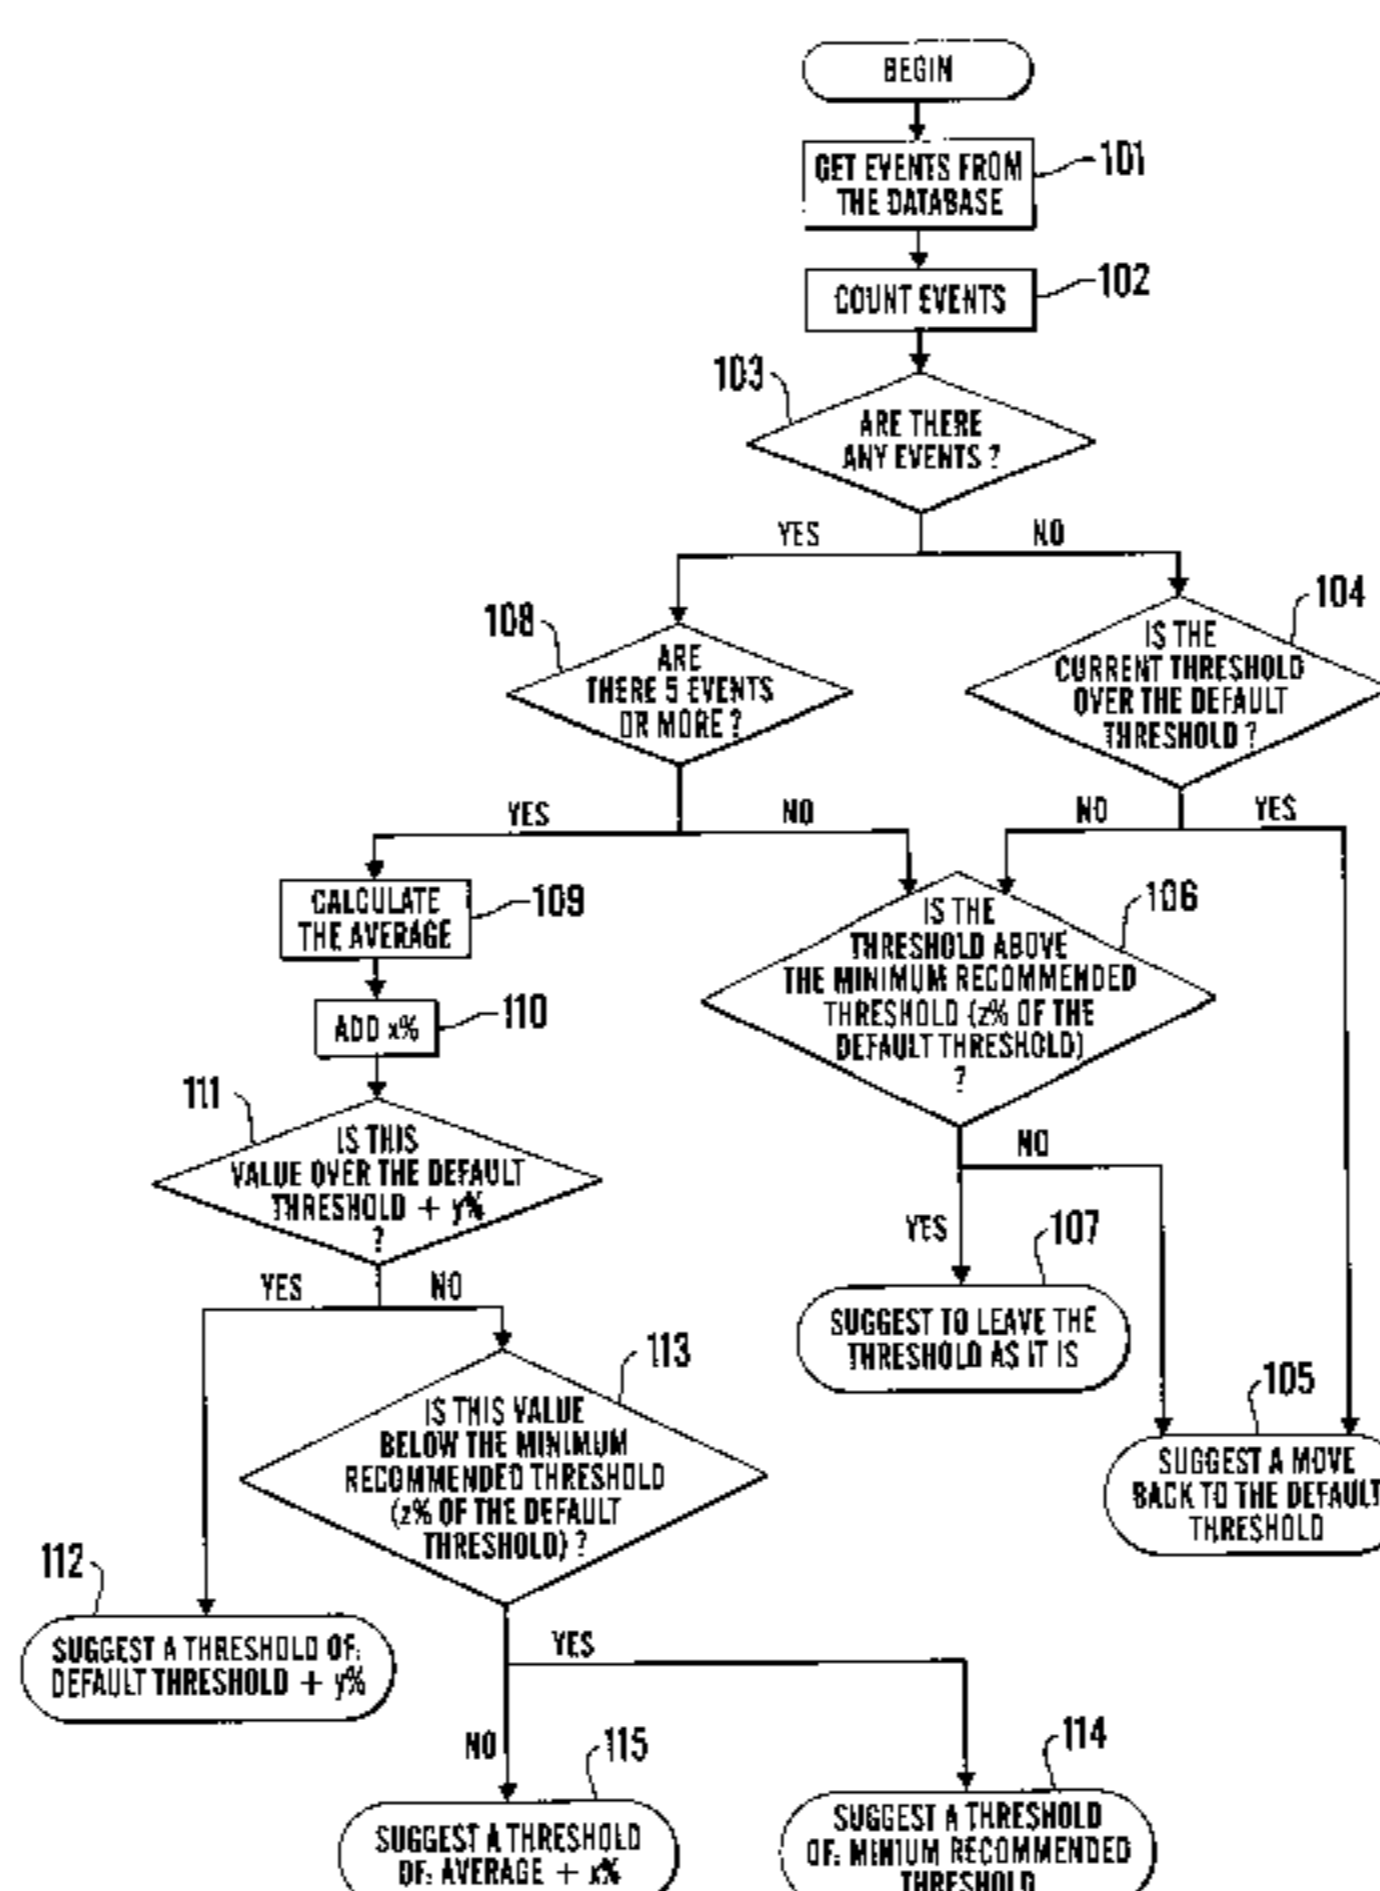 BEGIN
GET EVENTS FROM
THE DATABASE
101
COUNT EVENTS
102
103
ARE THERE
ANY EVENTS ?
YES
NO
108
ARE
THERE 5 EVENTS
OR MORE ?
104
IS THE
CURRENT THRESHOLD
OVER THE DEFAULT
THRESHOLD ?
YES
NO
NO
YES
CALCULATE
THE AVERAGE
109
106
IS THE
THRESHOLD ABOVE
THE MINIMUM RECOMMENDED
THRESHOLD (z% OF THE
DEFAULT THRESHOLD)
?
ADD x%
110
111
IS THIS
VALUE OVER THE DEFAULT
THRESHOLD + y%
?
NO
YES
107
SUGGEST TO LEAVE THE
THRESHOLD AS IT IS
YES
NO
113
IS THIS VALUE
BELOW THE MINIMUM
RECOMMENDED THRESHOLD
(z% OF THE DEFAULT
THRESHOLD) ?
105
SUGGEST A MOVE
BACK TO THE DEFAULT
THRESHOLD
112
SUGGEST A THRESHOLD OF:
DEFAULT THRESHOLD + y%
YES
NO
115
SUGGEST A THRESHOLD
OF: AVERAGE + x%
114
SUGGEST A THRESHOLD
OF: MINIUM RECOMMENDED
THRESHOLD